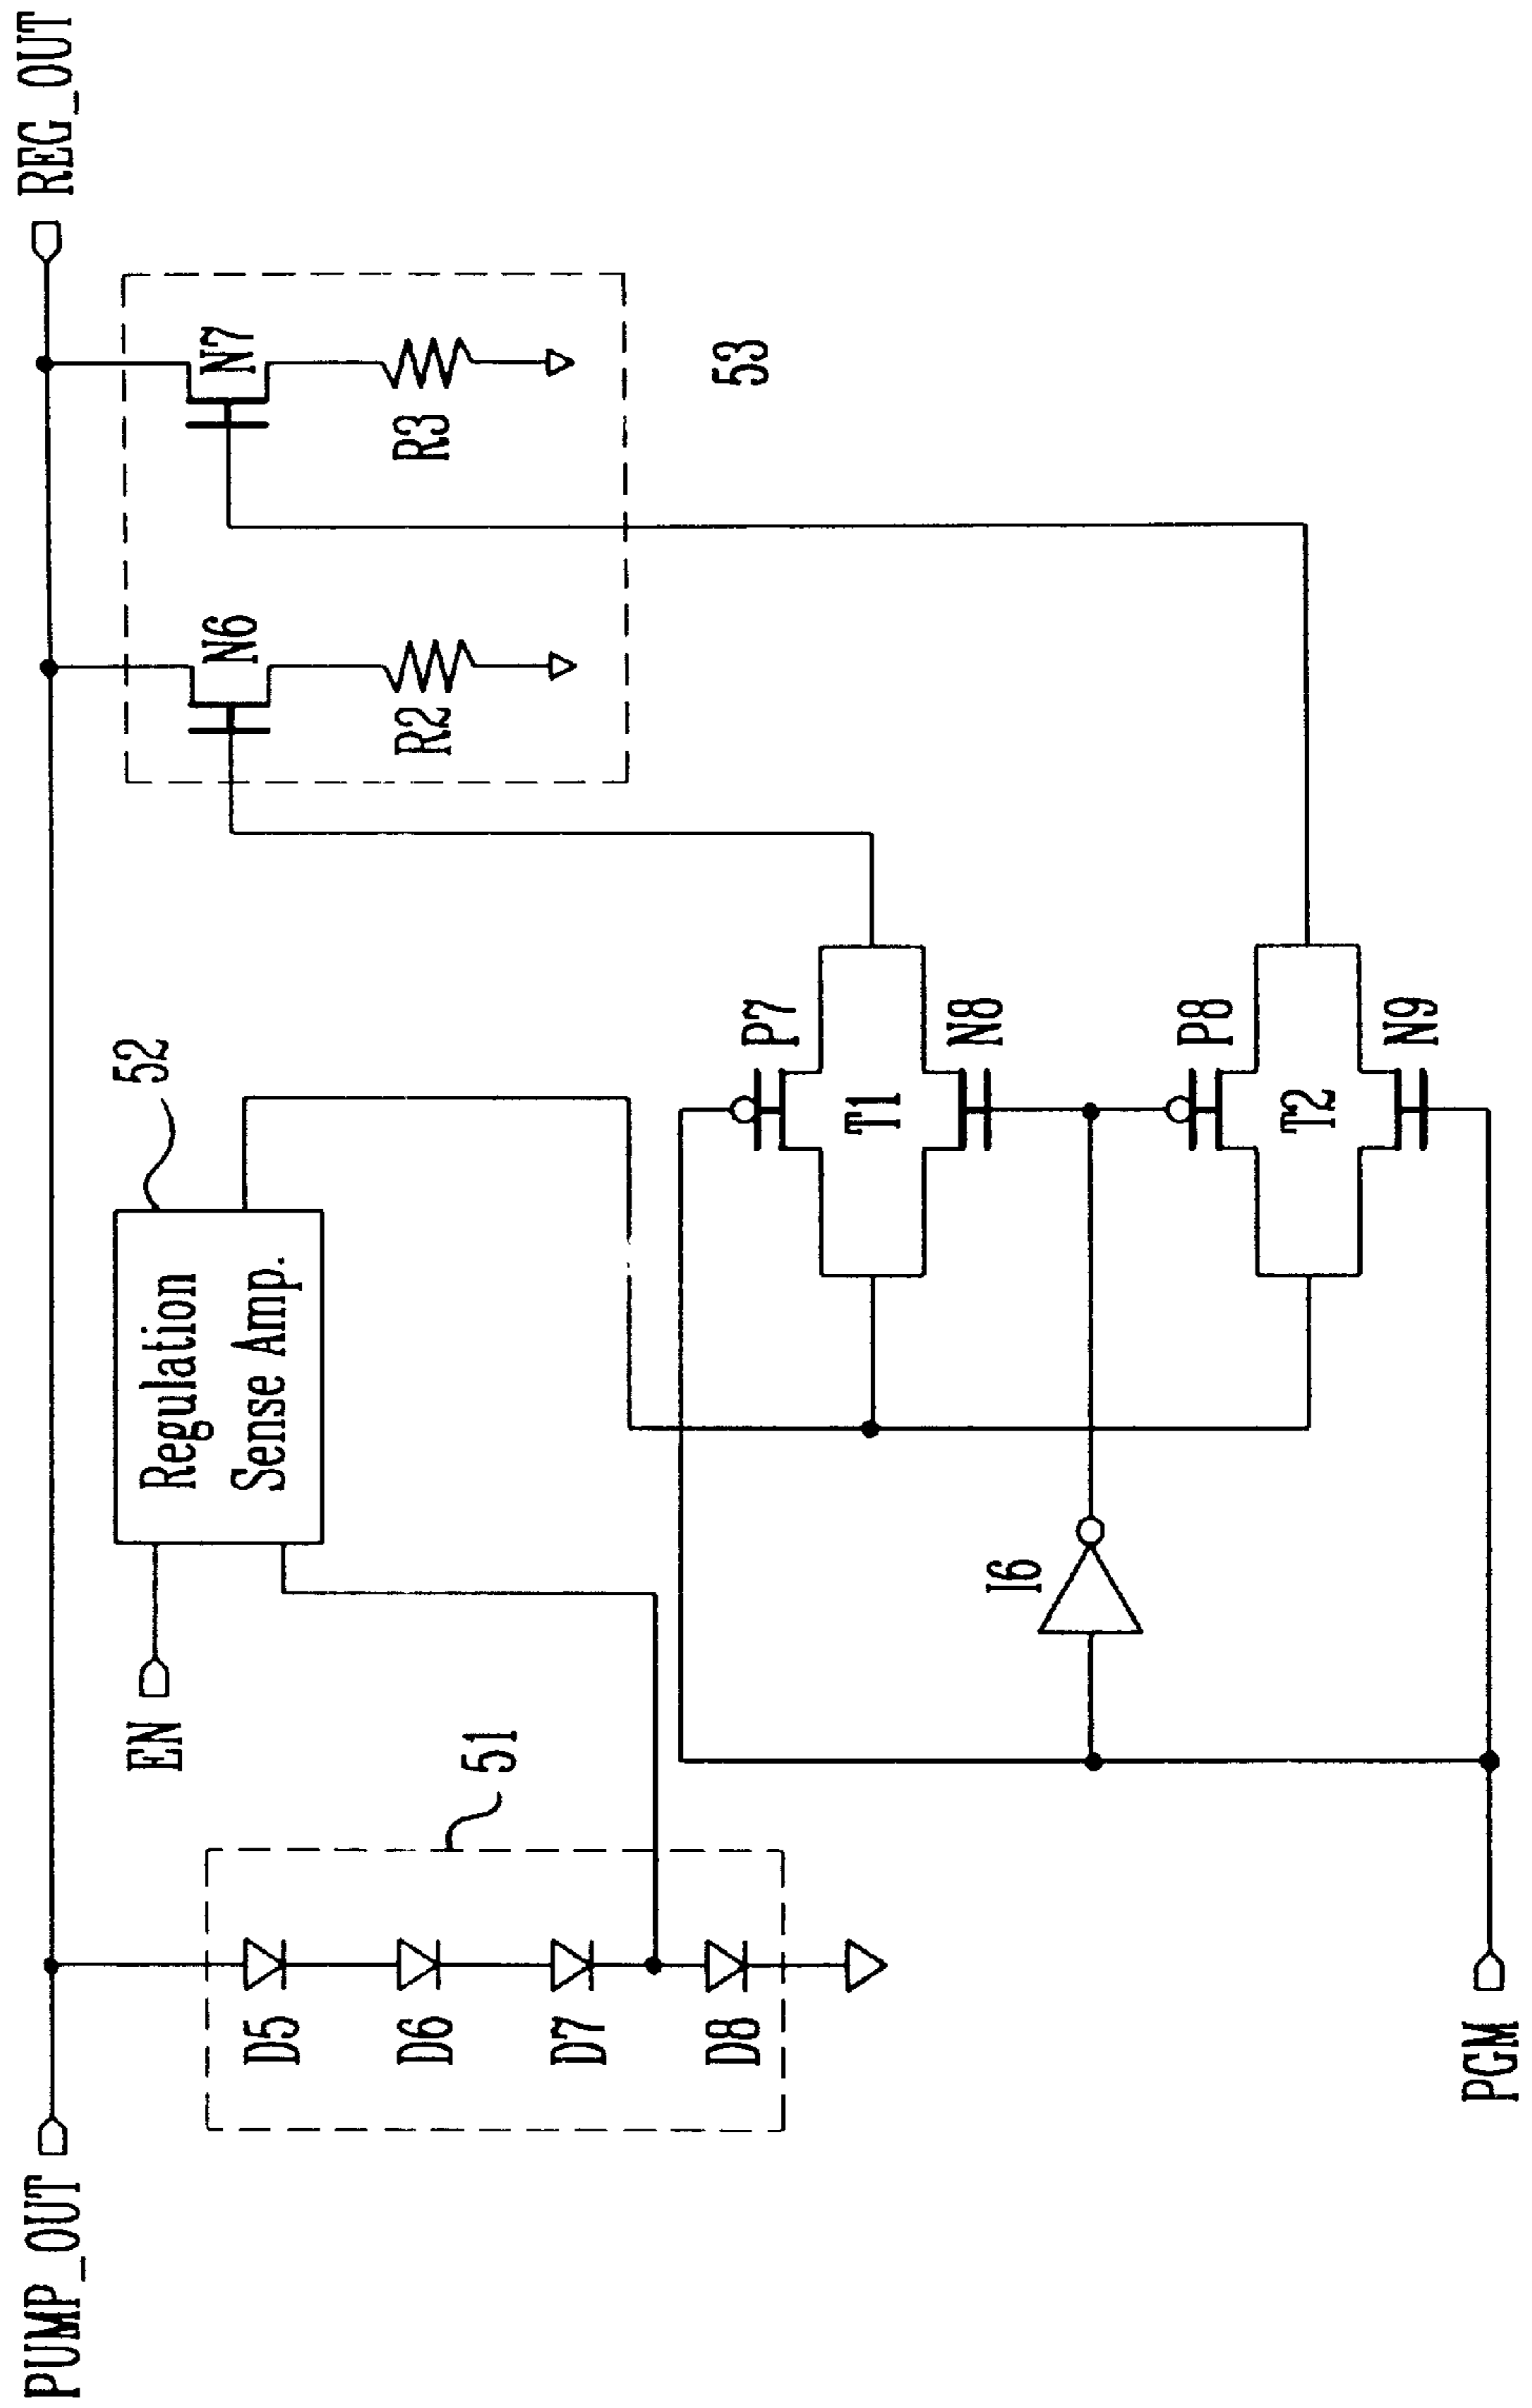 PUMP_OUT
REG_OUT
EN
Regulation
Sense Amp.
52
51
D5
D6
D7
D8
N6
N7
R2
R3
53
P7
T1
N8
I6
P8
T2
N9
PGM